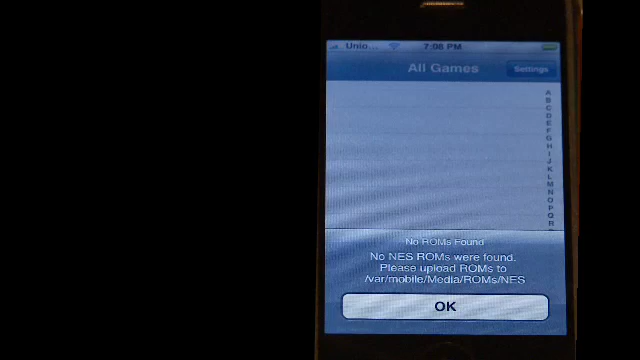 Unlo... 7:08 PM
All Games Settings
A
B
C
D
E
F
G
H
I
J
K
L
M
N
O
P
Q
R
No ROMs Found
No NES ROMs were found.
Please upload ROMs to
/var/mobile/Media/ROMs/NES
OK